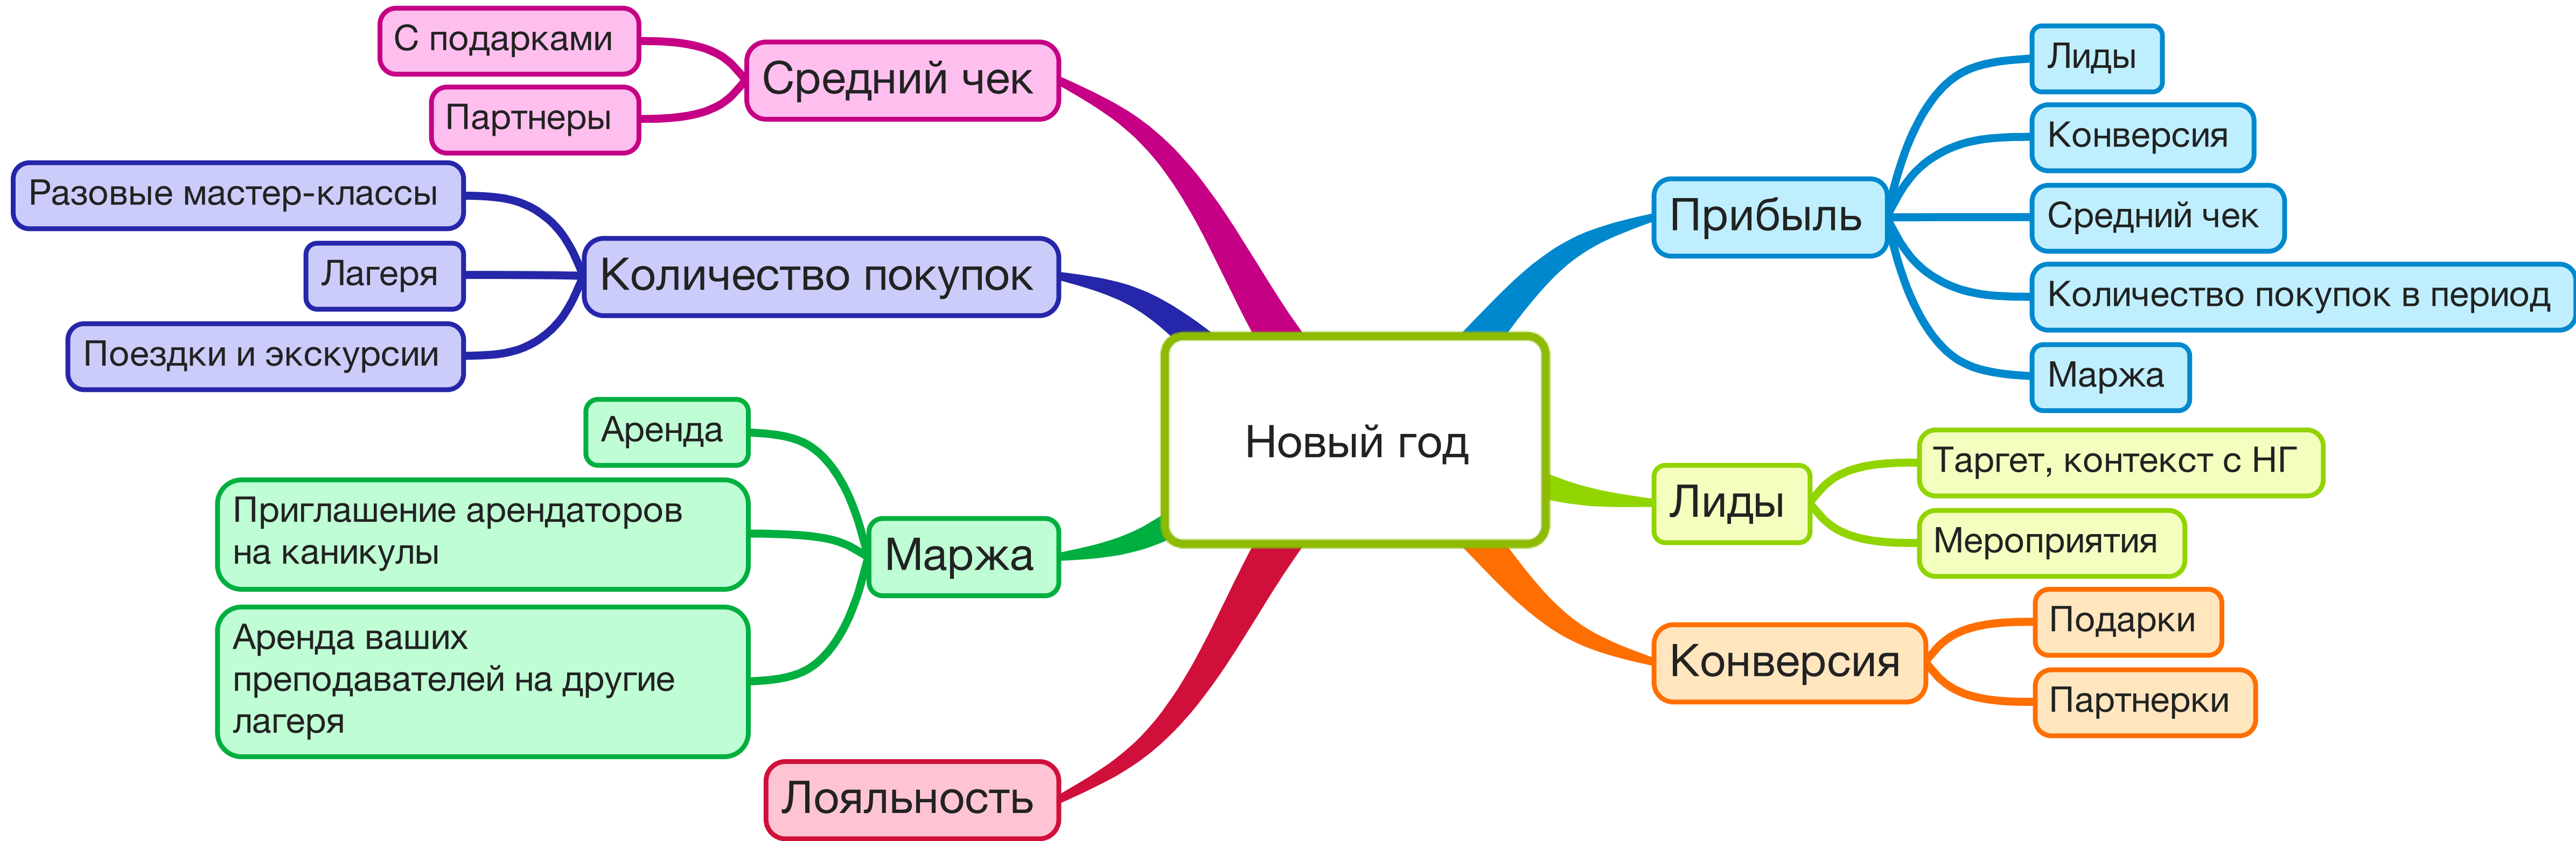 Новый год
Прибыль
Лиды
Конверсия
Средний чек
Количество покупок в период
Маржа
Лиды
Таргет, контекст с НГ
Мероприятия
Конверсия
Подарки
Партнерки
Средний чек
С подарками
Партнеры
Количество покупок
Разовые мастер-классы
Лагеря
Поездки и экскурсии
Маржа
Аренда
Приглашение арендаторов
на каникулы
Аренда ваших
преподавателей на другие
лагеря
Лояльность